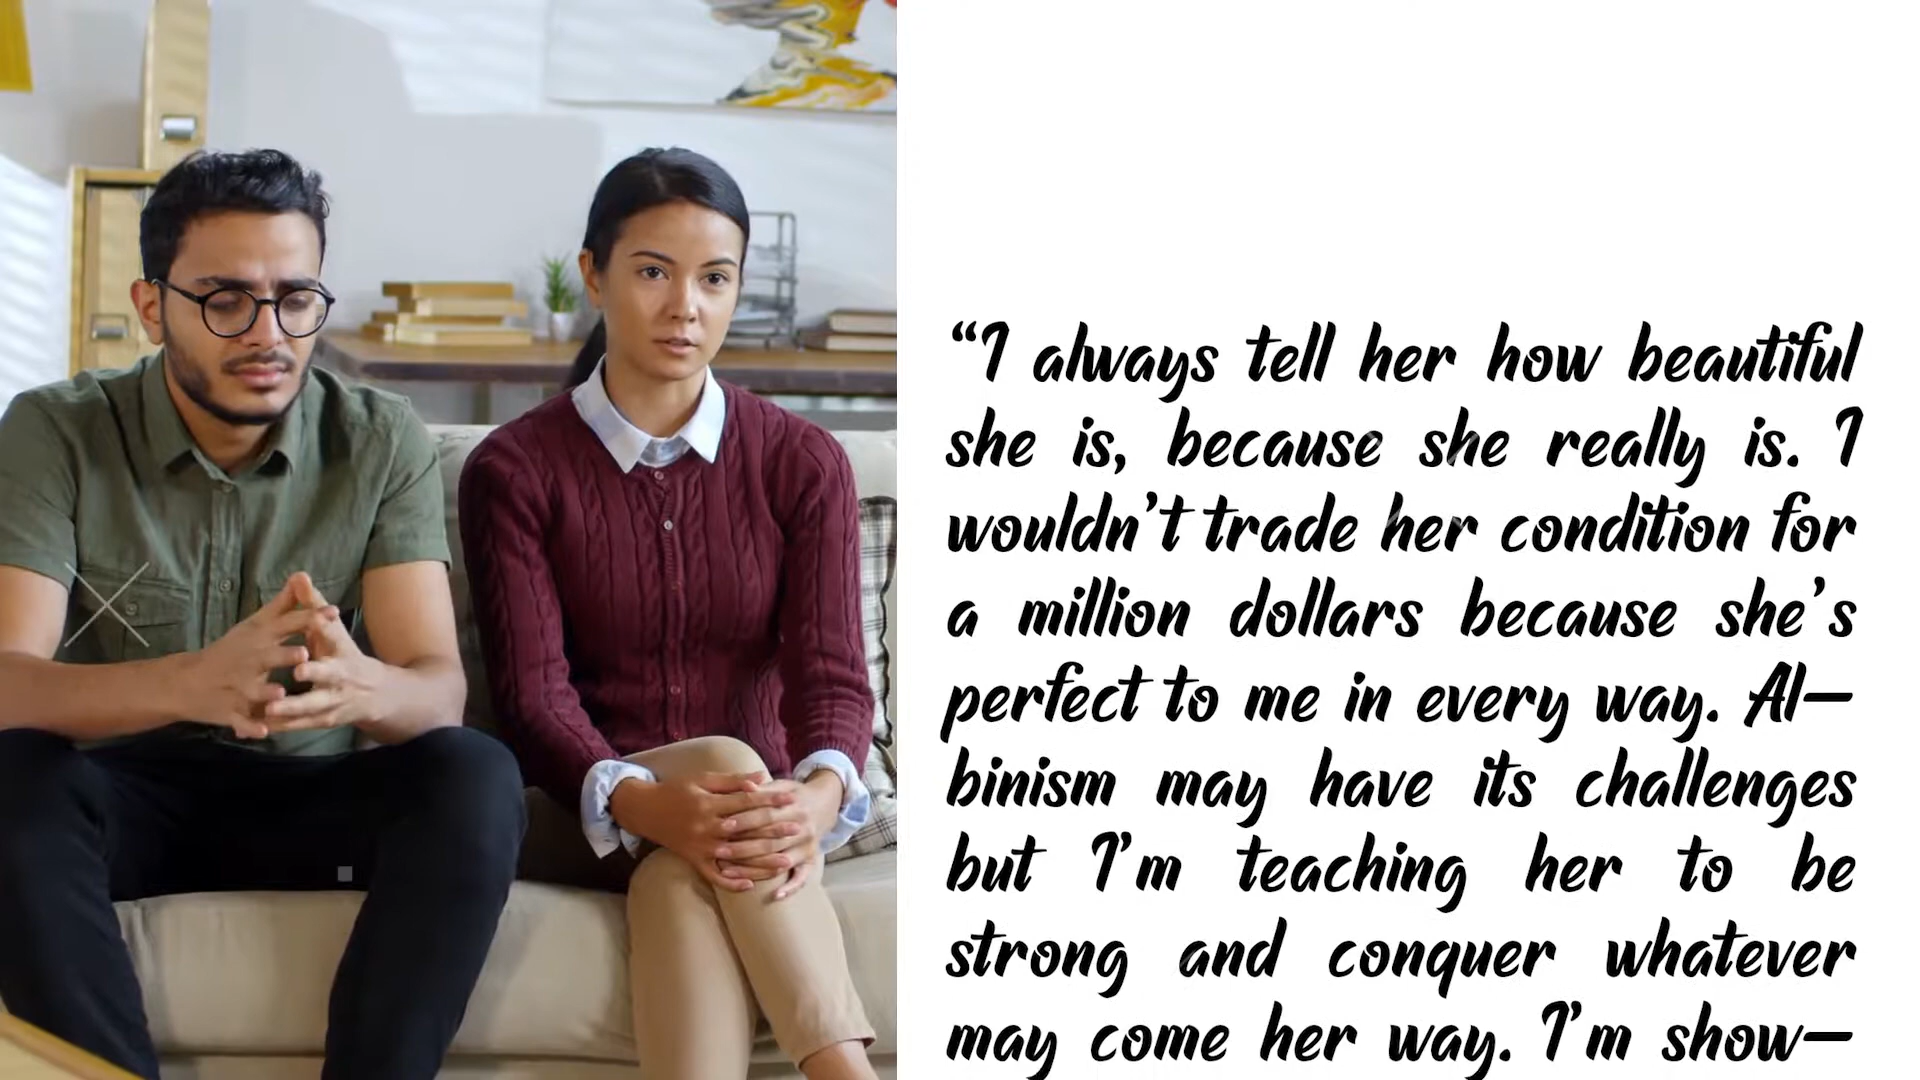 “I always tell her how beautiful
she is, because she really is. I
wouldn’t trade her condition for
a million dollars because she’s
perfect to me in every way. Al—
binism may have its challenges
but I’m teaching her to be
strong and conquer whatever
may come her way. I’m show—